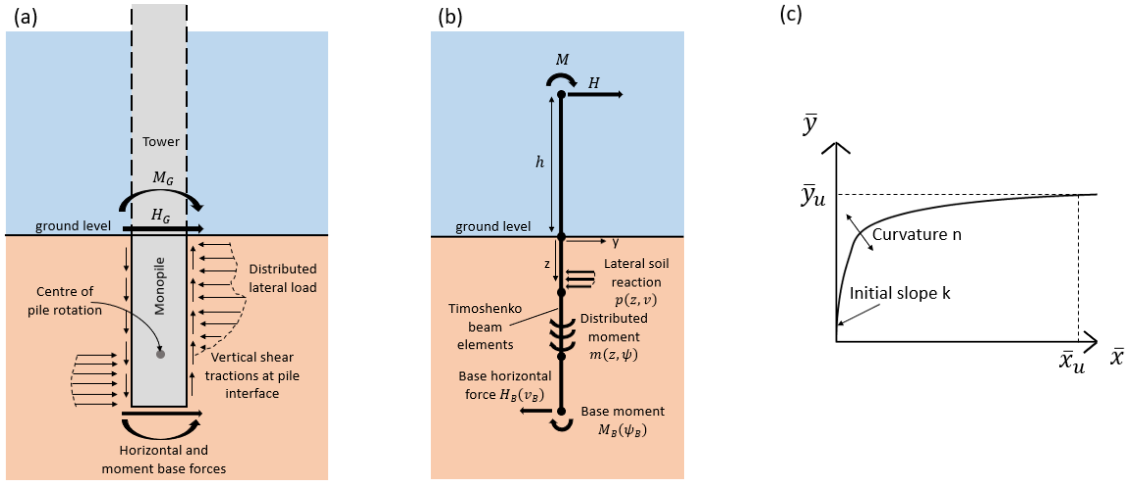 (a)
Tower
M_G
H_G
ground level
Monopile
Distributed
lateral load
Centre of
pile rotation
Vertical shear
tractions at pile
interface
Horizontal and
moment base forces
(b)
M
H
h
ground level
y
z
Lateral soil
reaction
p(z, v)
Timoshenko
beam
elements
Distributed
moment
m(z, ψ)
Base horizontal
force H_B(v_B)
Base moment
M_B(ψ_B)
(c)
ȳ
ȳ_u
Curvature n
Initial slope k
x̄_u
x̄